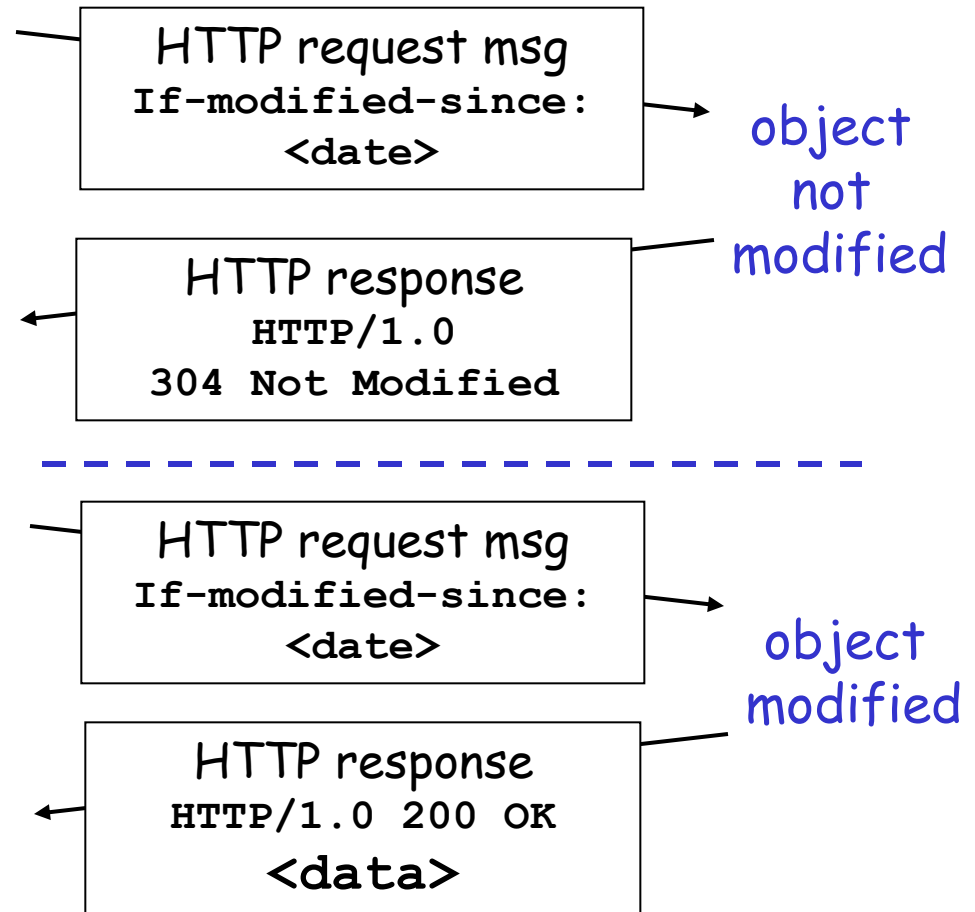 HTTP request msg
If-modified-since:
<date>
object
not
modified
HTTP response
HTTP/1.0
304 Not Modified
HTTP request msg
If-modified-since:
<date>
object
modified
HTTP response
HTTP/1.0 200 OK
<data>